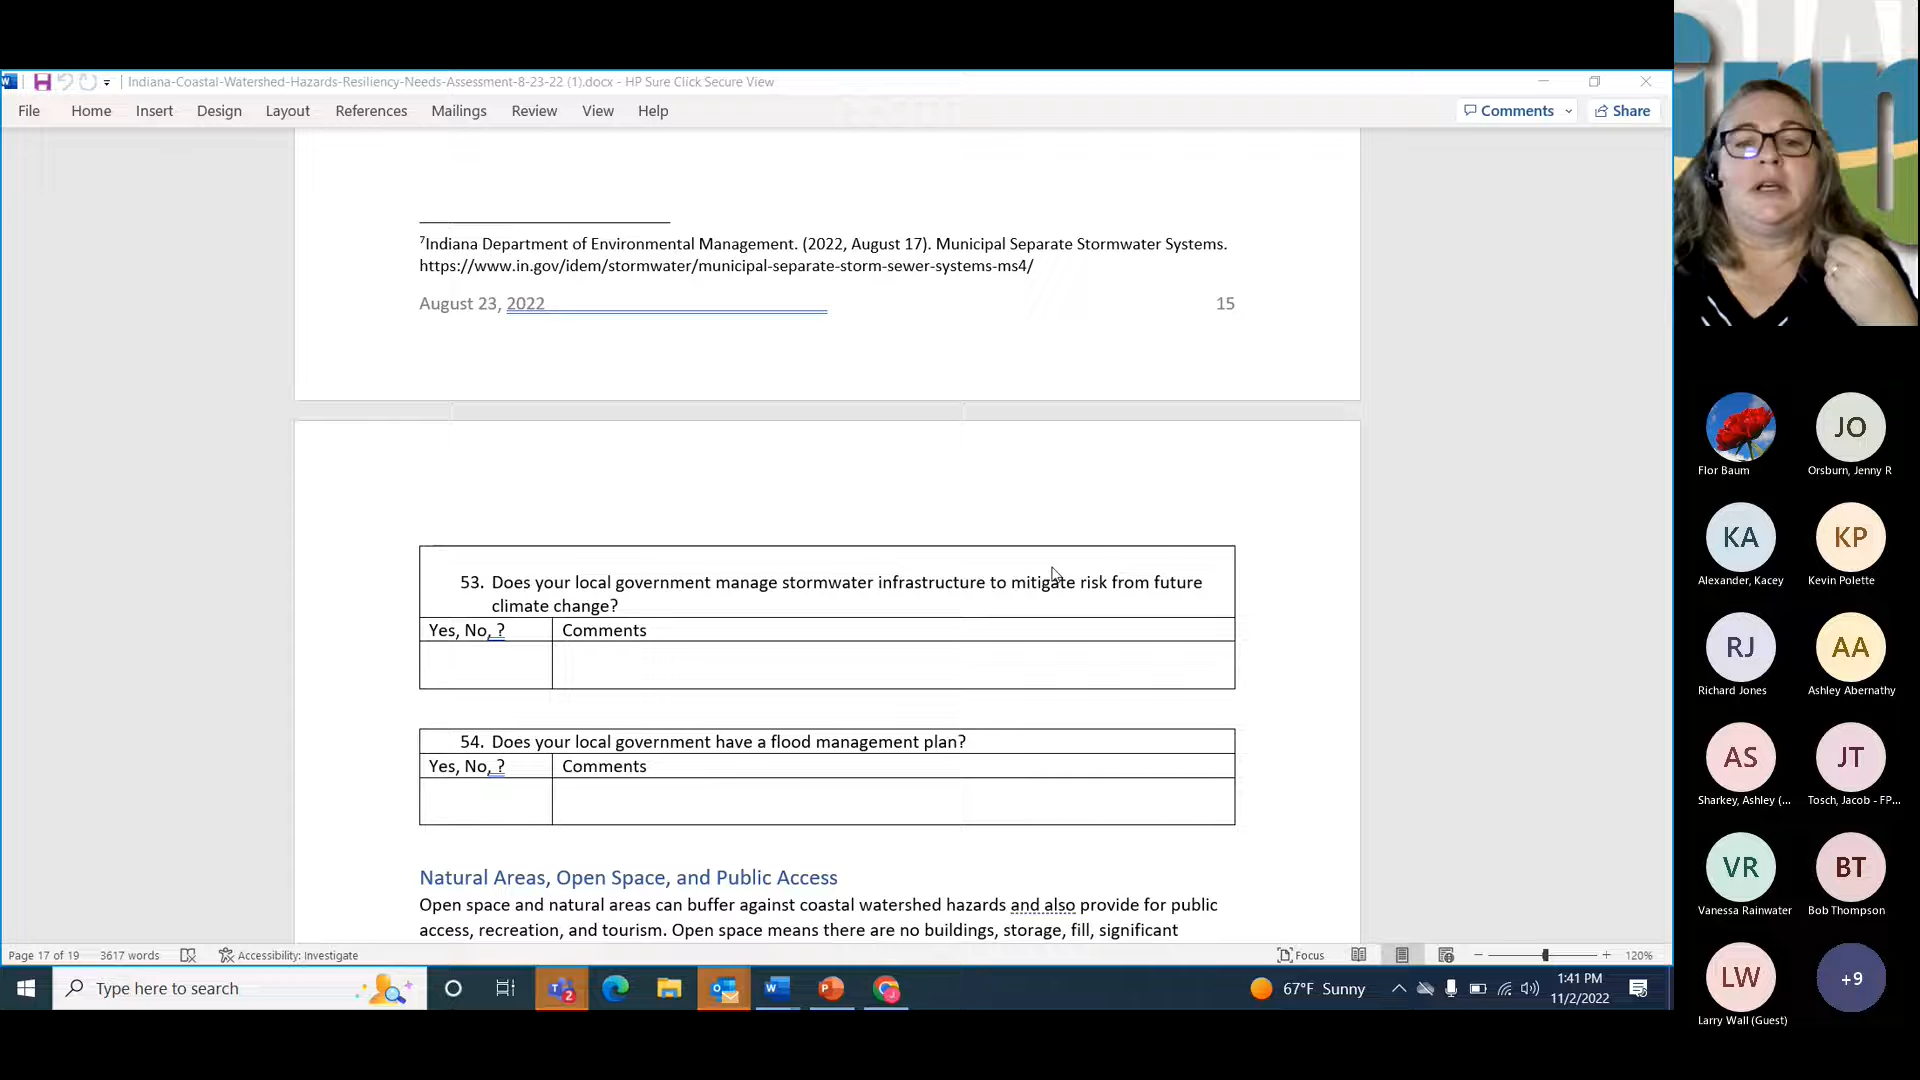 Indiana-Coastal-Watershed-Hazards-Resiliency-Needs-Assessment-8-23-22 (1).docx - HP Sure Click Secure View
File Home Insert Design Layout References Mailings Review View Help Comments Share
7Indiana Department of Environmental Management. (2022, August 17). Municipal Separate Stormwater Systems.
https://www.in.gov/idem/stormwater/municipal-separate-storm-sewer-systems-ms4/
August 23, 2022 15
53. Does your local government manage stormwater infrastructure to mitigate risk from future
climate change?
Yes, No, ? Comments
54. Does your local government have a flood management plan?
Yes, No, ? Comments
Natural Areas, Open Space, and Public Access
Open space and natural areas can buffer against coastal watershed hazards and also provide for public
access, recreation, and tourism. Open space means there are no buildings, storage, fill, significant
Page 17 of 19 3617 words Accessibility: Investigate Focus 120%
Type here to search
2
67°F Sunny
1:41 PM
11/2/2022
JO
Flor Baum Orsburn, Jenny R
KA KP
Alexander, Kacey Kevin Polette
RJ AA
Richard Jones Ashley Abernathy
AS JT
Sharkey, Ashley (... Tosch, Jacob - FP...
VR BT
Vanessa Rainwater Bob Thompson
LW +9
Larry Wall (Guest)